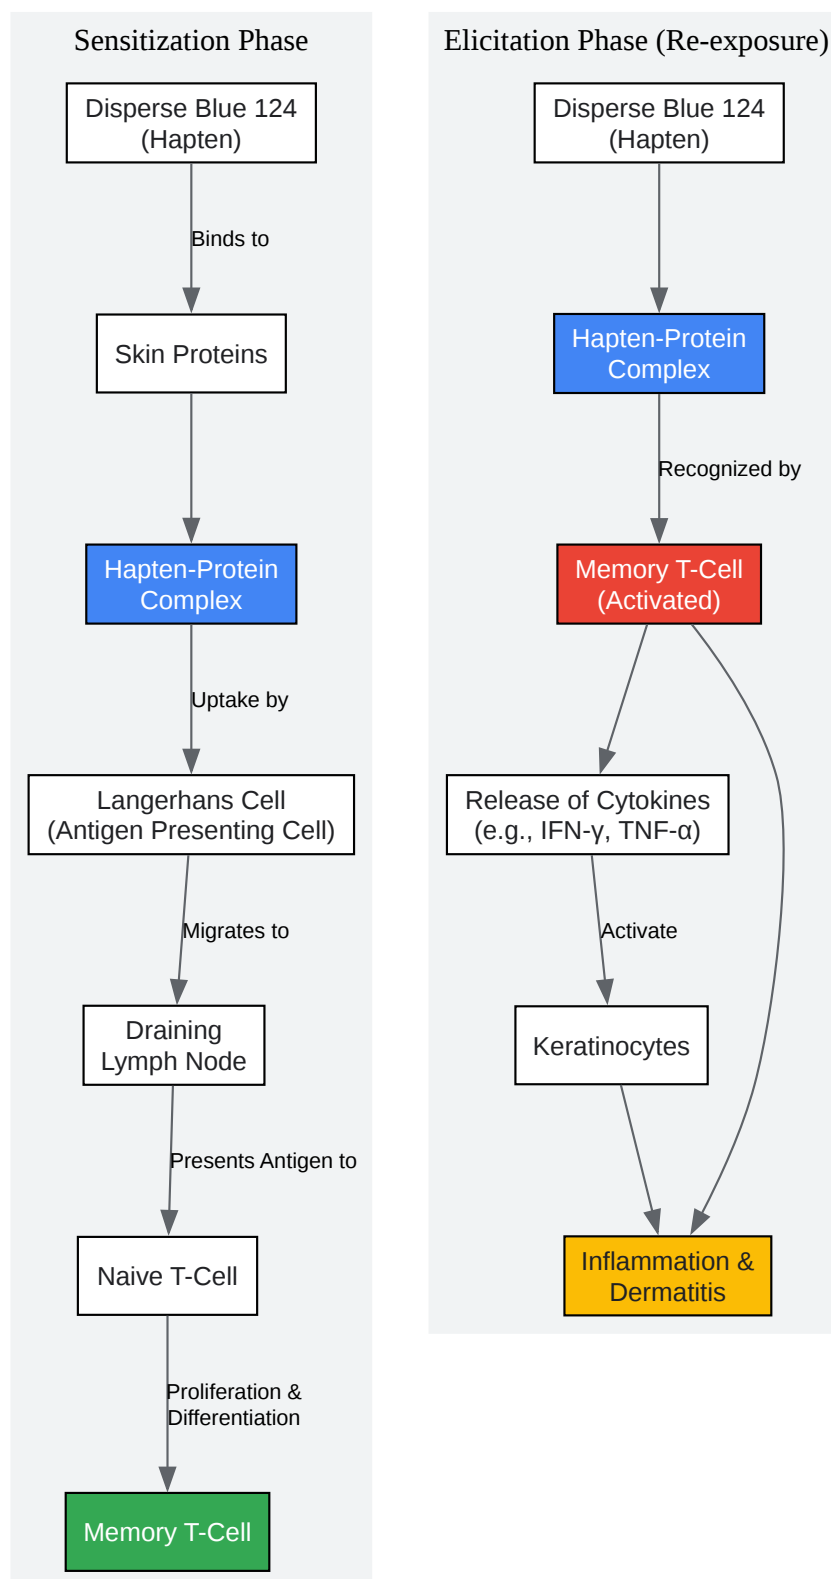 Sensitization Phase
Disperse Blue 124
(Hapten)
Binds to
Skin Proteins
Hapten-Protein
Complex
Uptake by
Langerhans Cell
(Antigen Presenting Cell)
Migrates to
Draining
Lymph Node
Presents Antigen to
Naive T-Cell
Proliferation &
Differentiation
Memory T-Cell
Elicitation Phase (Re-exposure)
Disperse Blue 124
(Hapten)
Hapten-Protein
Complex
Recognized by
Memory T-Cell
(Activated)
Release of Cytokines
(e.g., IFN-γ, TNF-α)
Activate
Keratinocytes
Inflammation &
Dermatitis